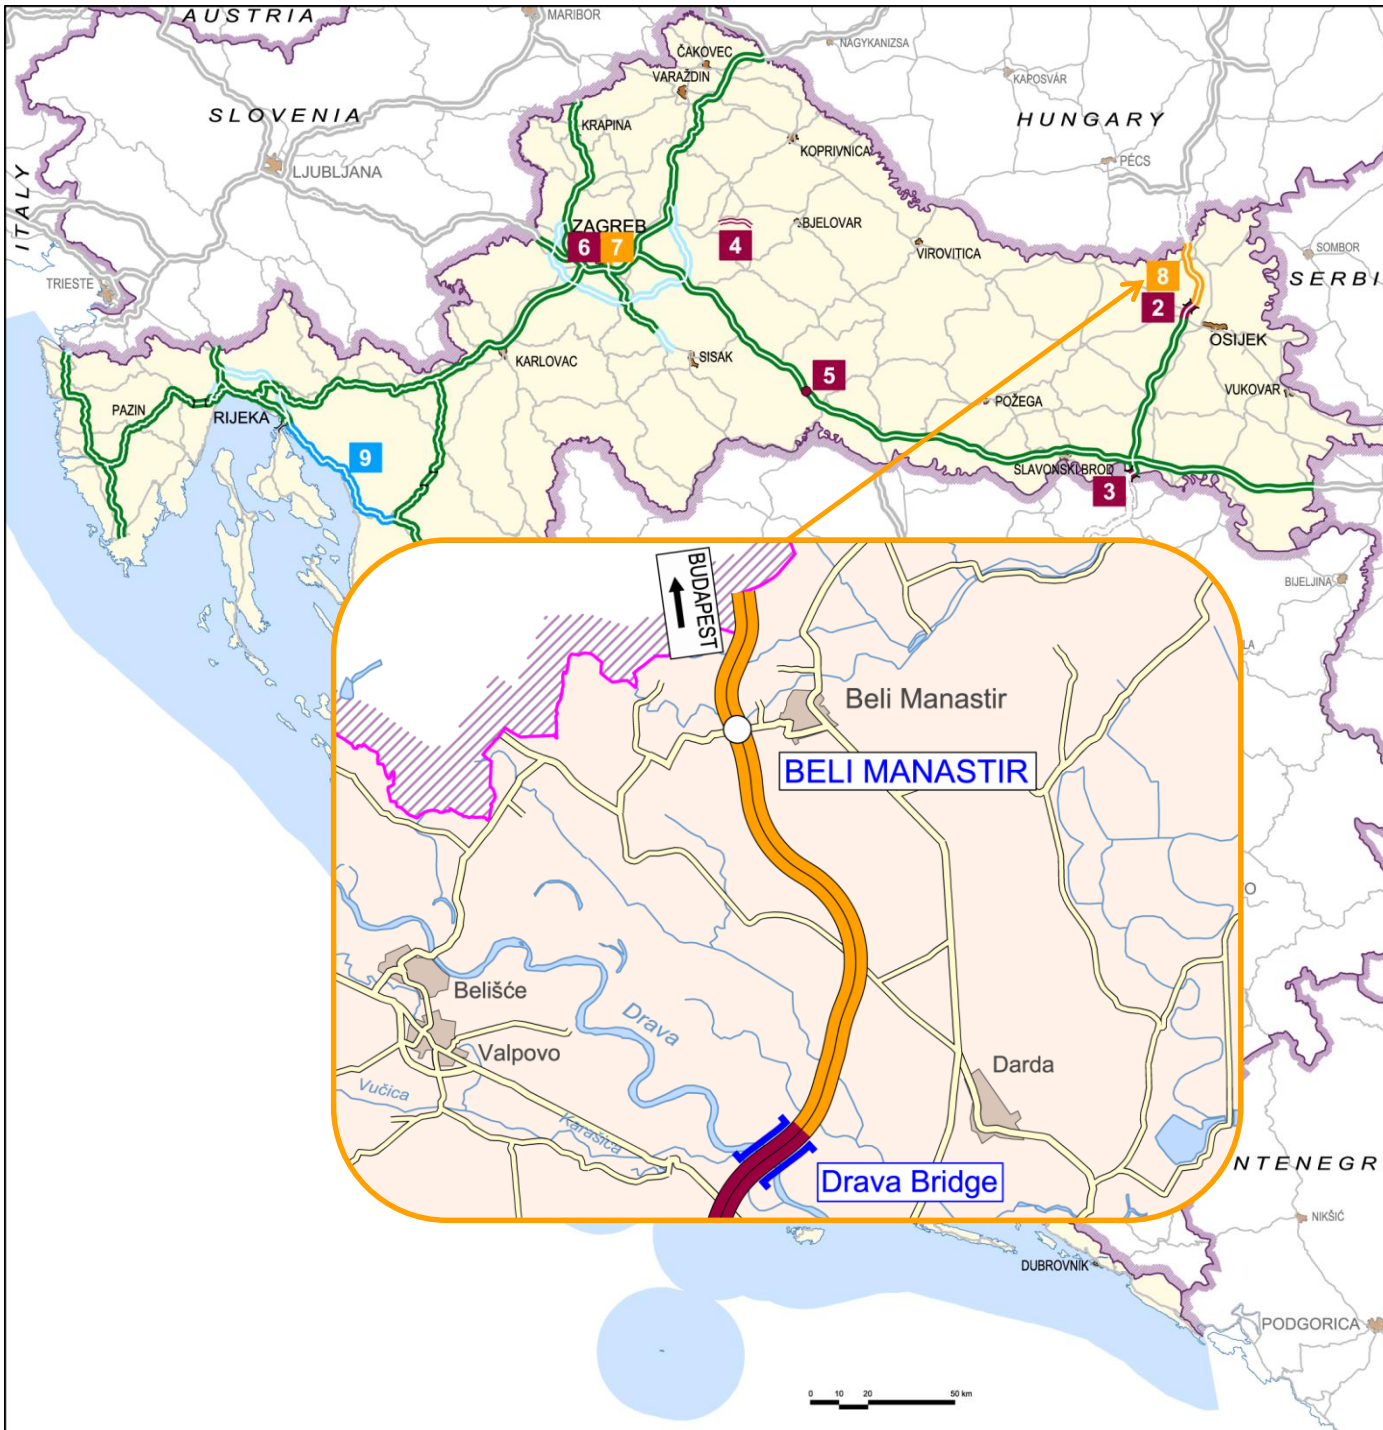 AUSTRIA
MARIBOR
NAGYKANIZSA
ČAKOVEC
VARAŽDIN
KAPOSVÁR
SLOVENIA
HUNGARY
KRAPINA
KOPRIVNICA
PÉCS
LJUBLJANA
ITALY
ZAGREB
BJELOVAR
6
7
4
VIROVITICA
SOMBOR
TRIESTE
8
SERBI
2
OSIJEK
KARLOVAC
SISAK
5
POŽEGA
VUKOVAR
PAZIN
RIJEKA
9
SLAVONSKI BROD
3
BIJELJINA
BUDAPEST
LA
Beli Manastir
BELI MANASTIR
O
Belišće
Drava
Valpovo
Darda
Vučica
Karašica
Drava Bridge
NTENEGR
NIKŠIĆ
DUBROVNIK
PODGORICA
0 10 20 50 km